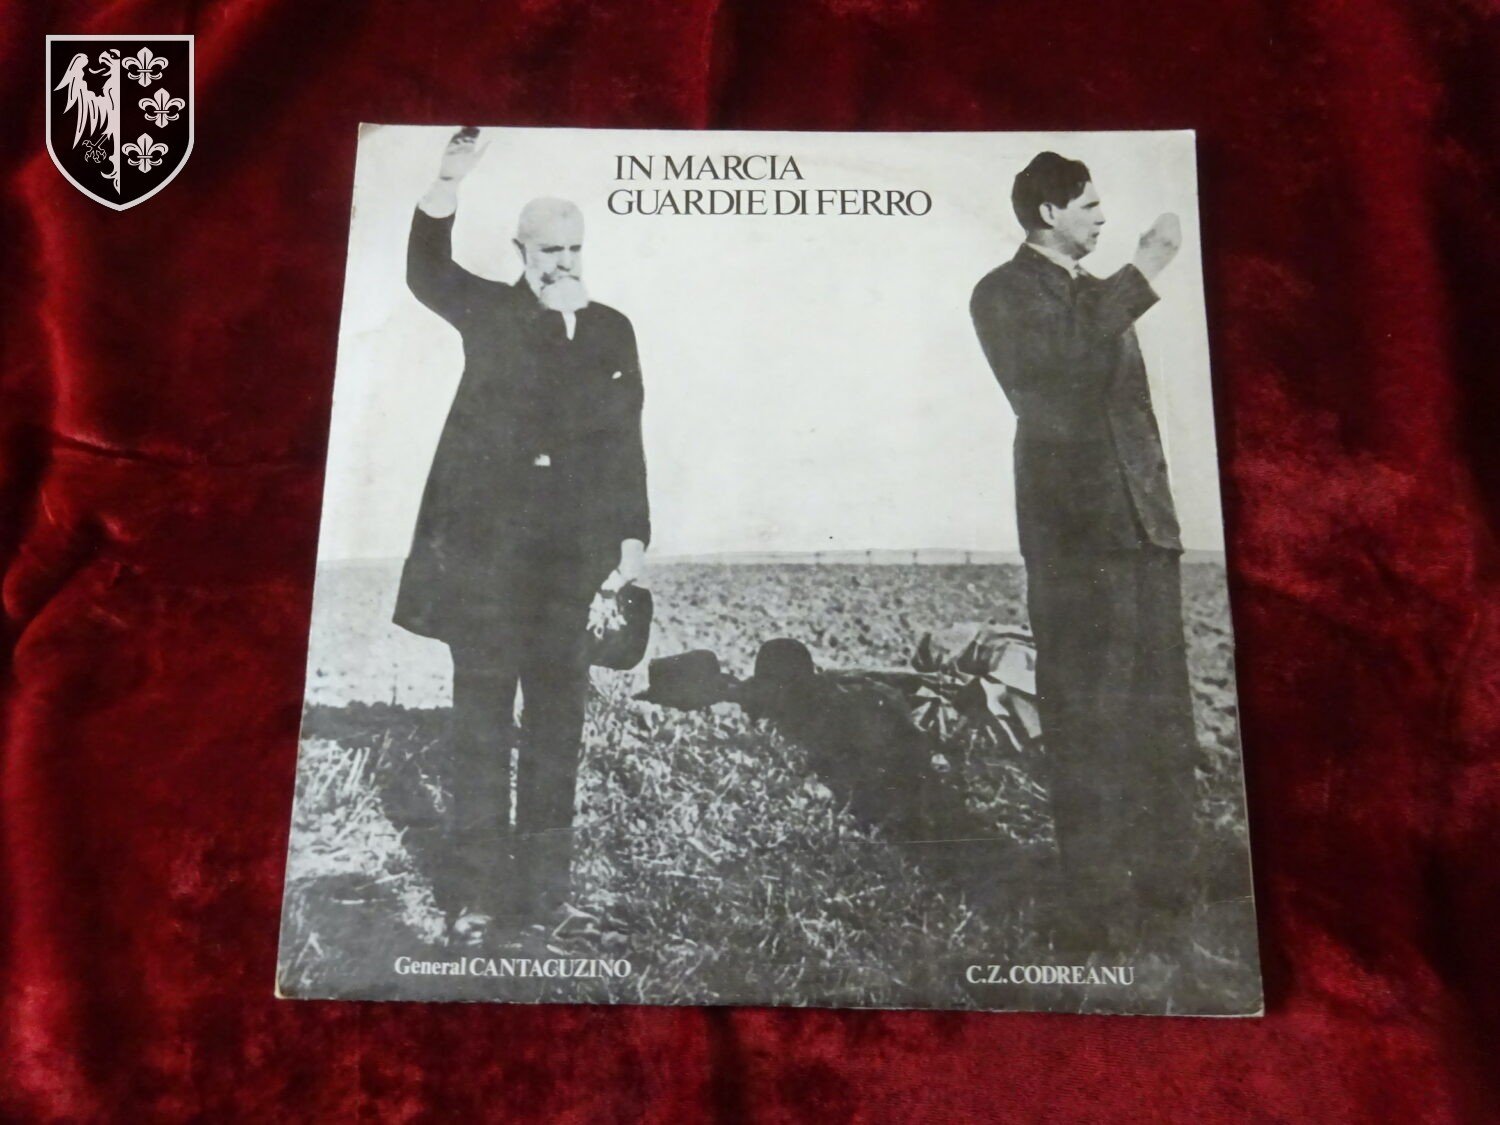 IN MARCIA
GUARDIE DI FERRO
General CANTACUZINO
C.Z. CODREANU